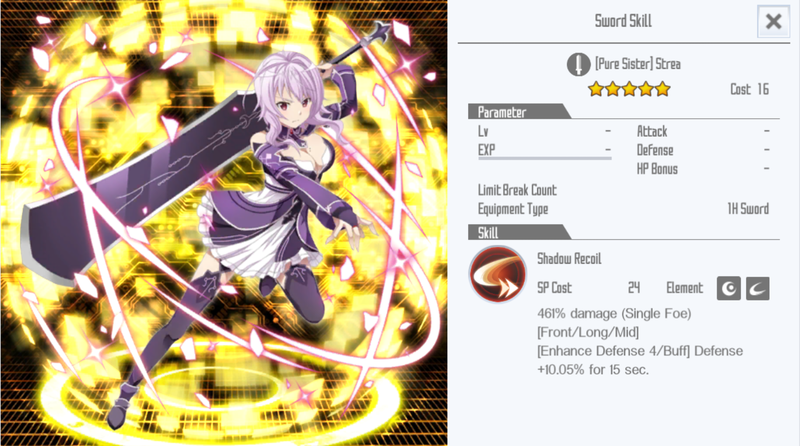 Sword Skill
[Pure Sister] Strea
Cost 16
Parameter
Lv - Attack -
EXP - Defense -
HP Bonus -
Limit Break Count
Equipment Type 1H Sword
Skill
Shadow Recoil
SP Cost 24 Element
461% damage (Single Foe)
[Front/Long/Mid]
[Enhance Defense 4/Buff] Defense
+10.05% for 15 sec.